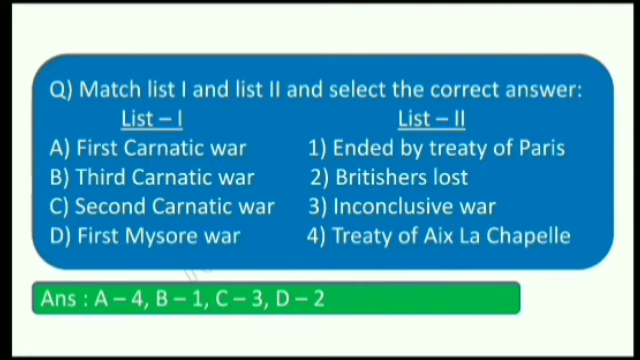 Q) Match list I and list II and select the correct answer:
List – I List – II
A) First Carnatic war 1) Ended by treaty of Paris
B) Third Carnatic war 2) Britishers lost
C) Second Carnatic war 3) Inconclusive war
D) First Mysore war 4) Treaty of Aix La Chapelle
Ans : A – 4, B – 1, C – 3, D – 2